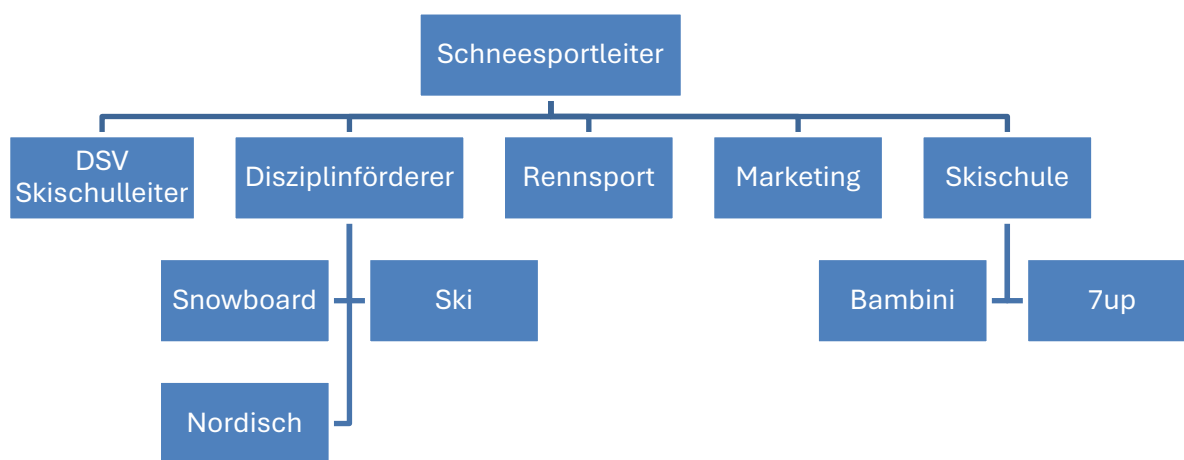 Schneesportleiter
DSV
Skischulleiter
Disziplinförderer
Rennsport
Marketing
Skischule
Snowboard
Ski
Bambini
7up
Nordisch